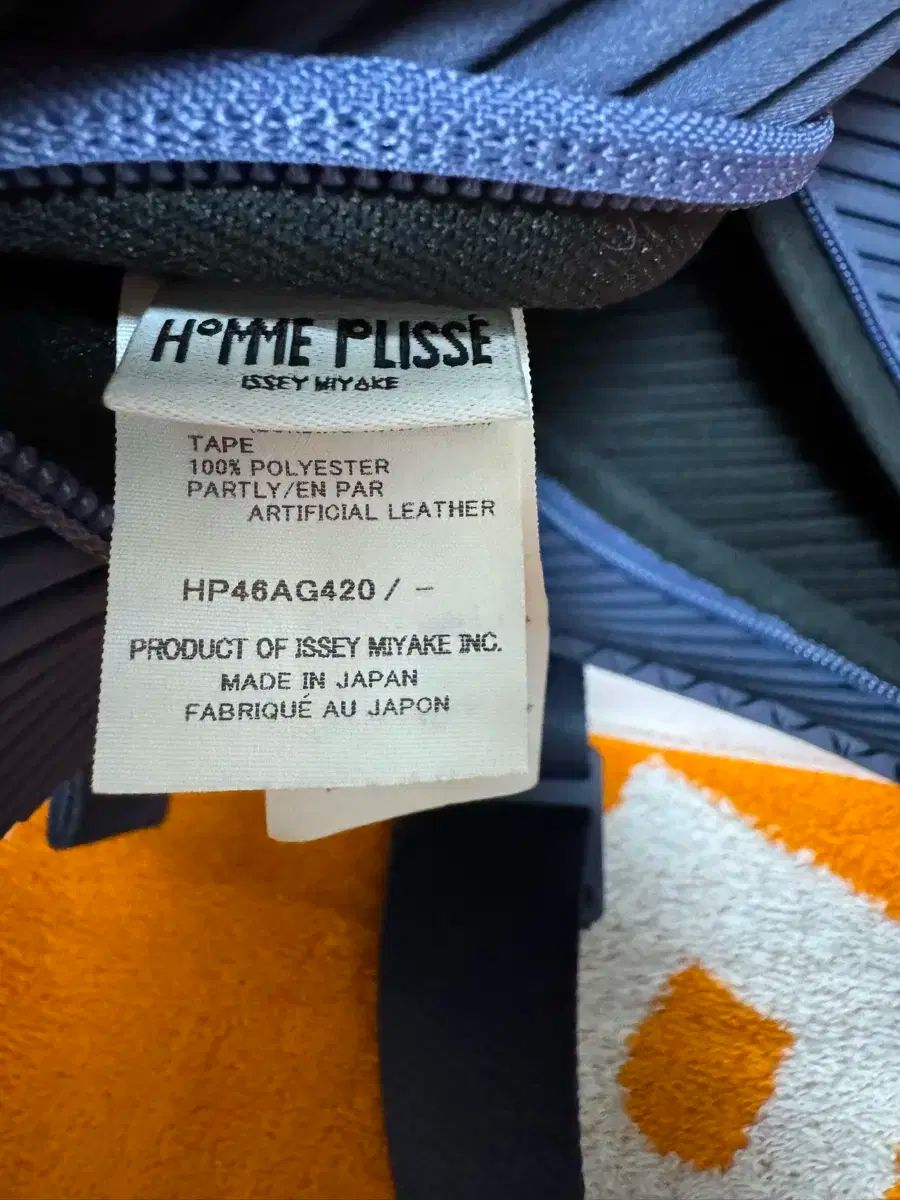 HOMME PLISSÉ
ISSEY MIYAKE
TAPE
100% POLYESTER
PARTLY/EN PAR
ARTIFICIAL LEATHER
HP46AG420 / -
PRODUCT OF ISSEY MIYAKE INC.
MADE IN JAPAN
FABRIQUÉ AU JAPON